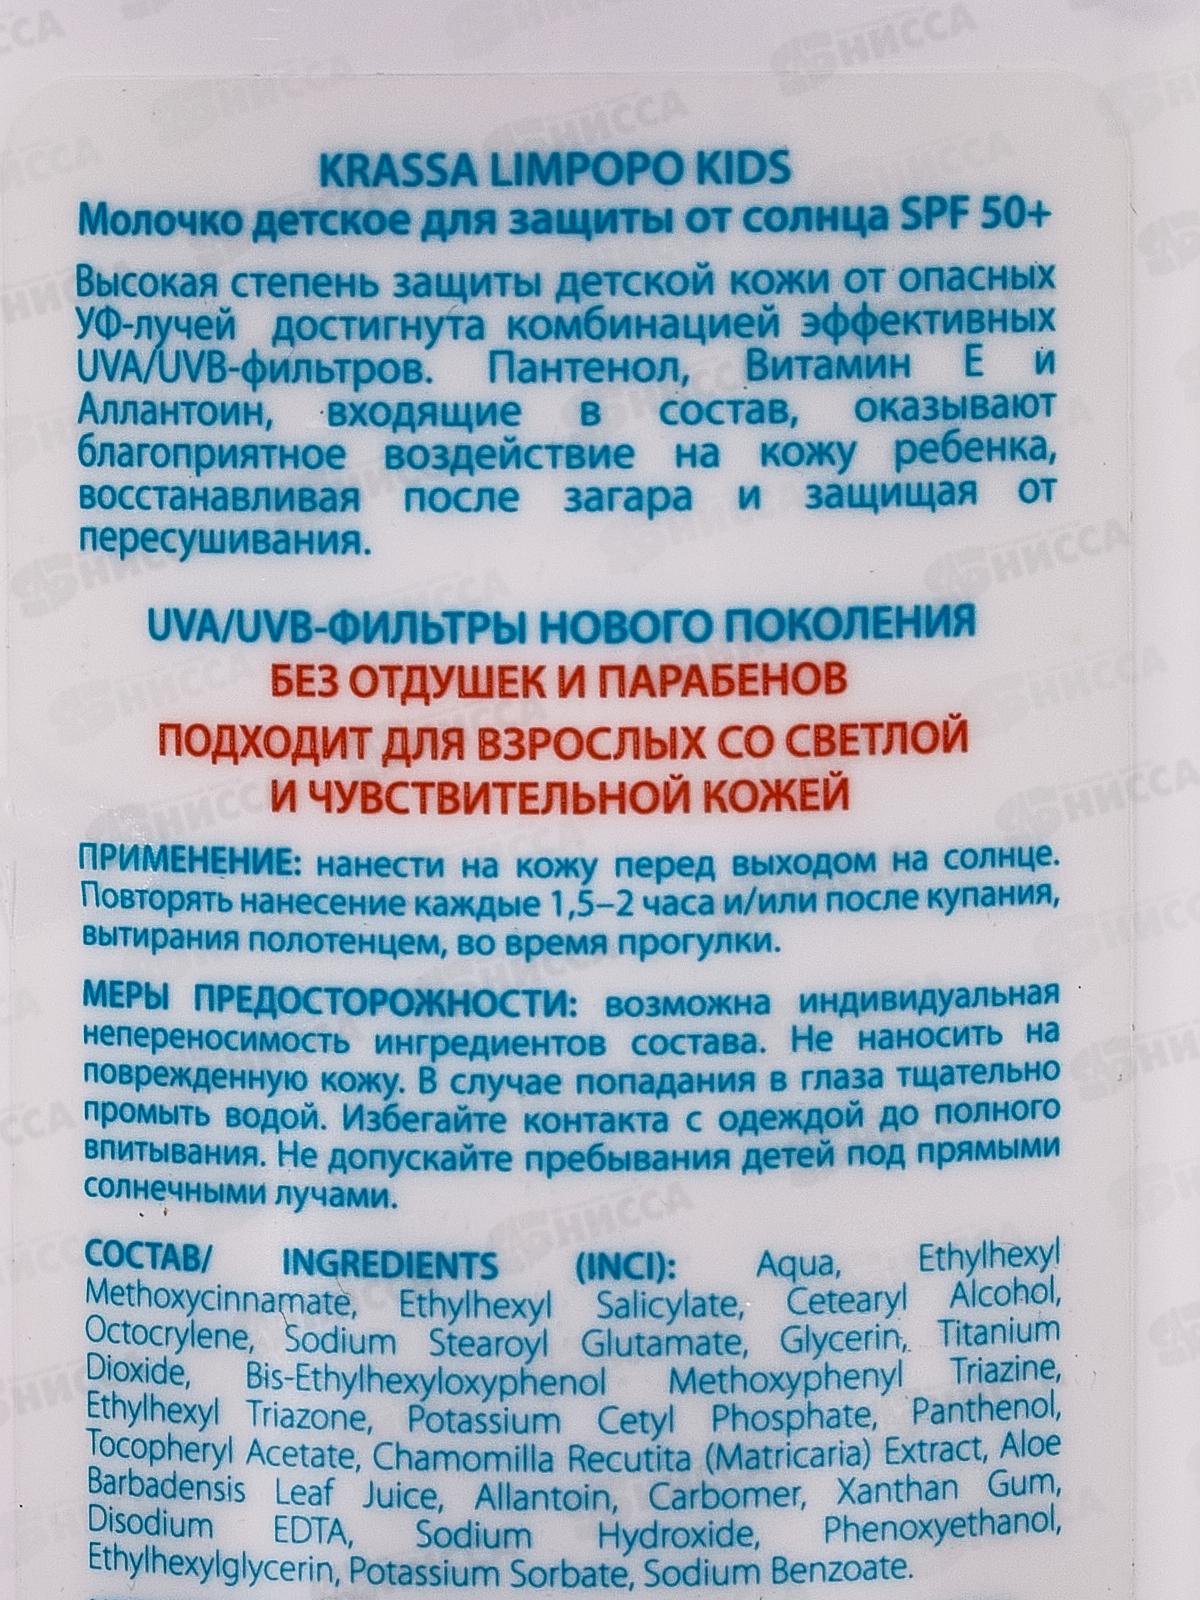 KRASSA LIMPOPO KIDS
Молочко детское для защиты от солнца SPF 50+
Высокая степень защиты детской кожи от опасных
УФ-лучей достигнута комбинацией эффективных
UVA/UVB-фильтров. Пантенол, Витамин Е и
Аллантоин, входящие в состав, оказывают
благоприятное воздействие на кожу ребенка,
восстанавливая после загара и защищая от
пересушивания.
UVA/UVB-ФИЛЬТРЫ НОВОГО ПОКОЛЕНИЯ
БЕЗ ОТДУШЕК И ПАРАБЕНОВ
ПОДХОДИТ ДЛЯ ВЗРОСЛЫХ СО СВЕТЛОЙ
И ЧУВСТВИТЕЛЬНОЙ КОЖЕЙ
ПРИМЕНЕНИЕ: нанести на кожу перед выходом на солнце.
Повторять нанесение каждые 1,5–2 часа и/или после купания,
вытирания полотенцем, во время прогулки.
МЕРЫ ПРЕДОСТОРОЖНОСТИ: возможна индивидуальная
непереносимость ингредиентов состава. Не наносить на
поврежденную кожу. В случае попадания в глаза тщательно
промыть водой. Избегайте контакта с одеждой до полного
впитывания. Не допускайте пребывания детей под прямыми
солнечными лучами.
СОСТАВ/ INGREDIENTS (INCI): Aqua, Ethylhexyl
Methoxycinnamate, Ethylhexyl Salicylate, Cetearyl Alcohol,
Octocrylene, Sodium Stearoyl Glutamate, Glycerin, Titanium
Dioxide, Bis-Ethylhexyloxyphenol Methoxyphenyl Triazine,
Ethylhexyl Triazone, Potassium Cetyl Phosphate, Panthenol,
Tocopheryl Acetate, Chamomilla Recutita (Matricaria) Extract, Aloe
Barbadensis Leaf Juice, Allantoin, Carbomer, Xanthan Gum,
Disodium EDTA, Sodium Hydroxide, Phenoxyethanol,
Ethylhexylglycerin, Potassium Sorbate, Sodium Benzoate.